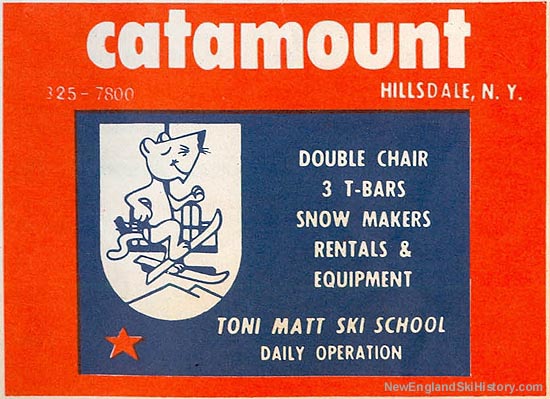 catamount
325-7800
HILLSDALE, N. Y.
DOUBLE CHAIR
3 T-BARS
SNOW MAKERS
RENTALS &
EQUIPMENT
TONI MATT SKI SCHOOL
DAILY OPERATION
NewEnglandSkiHistory.com